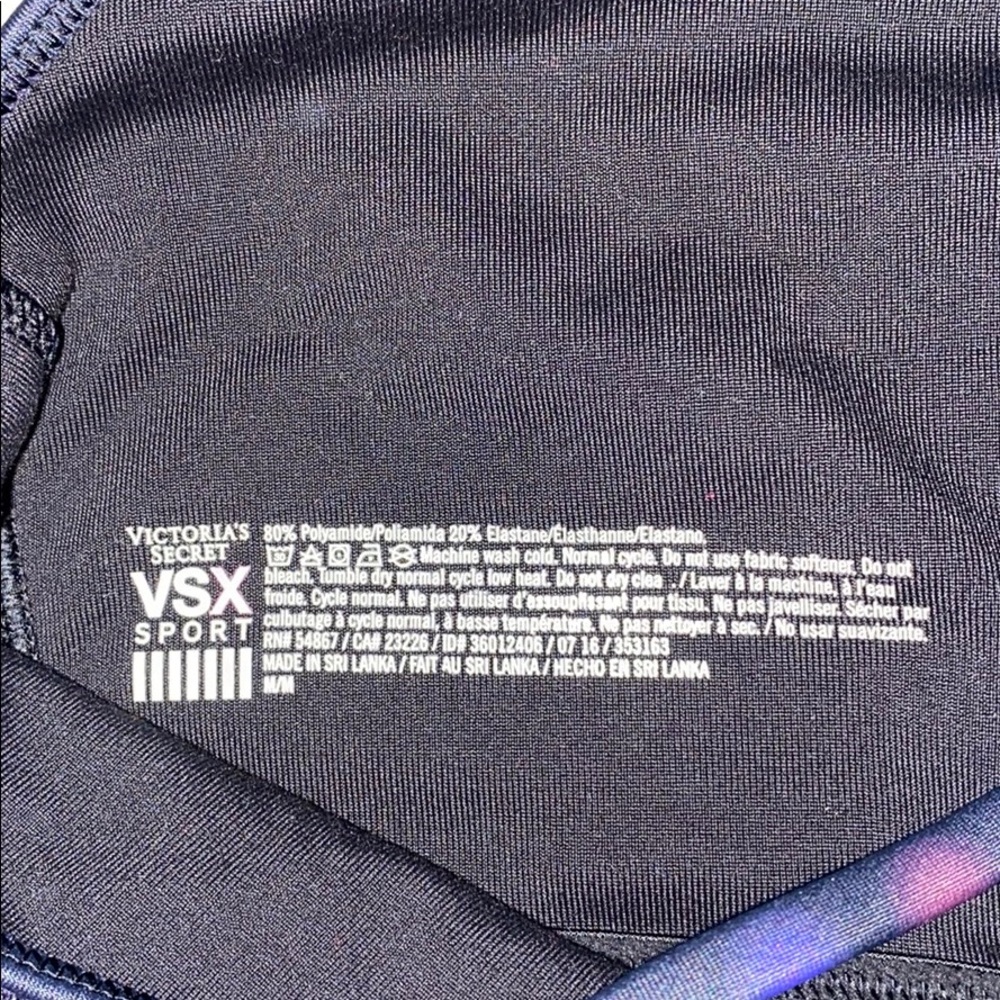 VICTORIA'S
SECRET
VSX
SPORT
80% Polyamide/Poliamida 20% Elastane/Élasthanne/Elastano.
Machine wash cold. Normal cycle. Do not use fabric softener. Do not
bleach. Tumble dry normal cycle low heat. Do not dry clea ../Laver à la machine, à l'eau
froide. Cycle normal. Ne pas utiliser d'assouplissant pour tissu. Ne pas javelliser. Sécher par
culbutage à cycle normal, à basse température. Ne pas nettoyer à sec. / No usar suavizante.
RN# 54867 / CA# 23226 / ID# 36012406 / 07 16 / 353163
MADE IN SRI LANKA / FAIT AU SRI LANKA / HECHO EN SRI LANKA
M/M